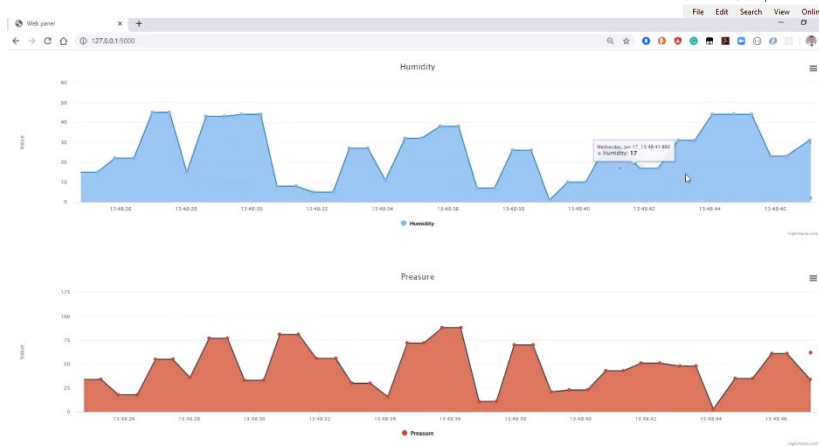 File Edit Search View Onlin
Web panel
127.0.0.1:5000
Humidity
60
50
40
30
20
10
0
Value
Wednesday, Jun 17, 13:48:41.892
Humidity: 17
13:48:26 13:48:28 13:48:30 13:48:32 13:48:34 13:48:36 13:48:38 13:48:40 13:48:42 13:48:44 13:48:46
Humidity
Highcharts.com
Preasure
125
100
75
50
25
0
Value
13:48:26 13:48:28 13:48:30 13:48:32 13:48:34 13:48:36 13:48:38 13:48:40 13:48:42 13:48:44 13:48:46
Preasure
Highcharts.com